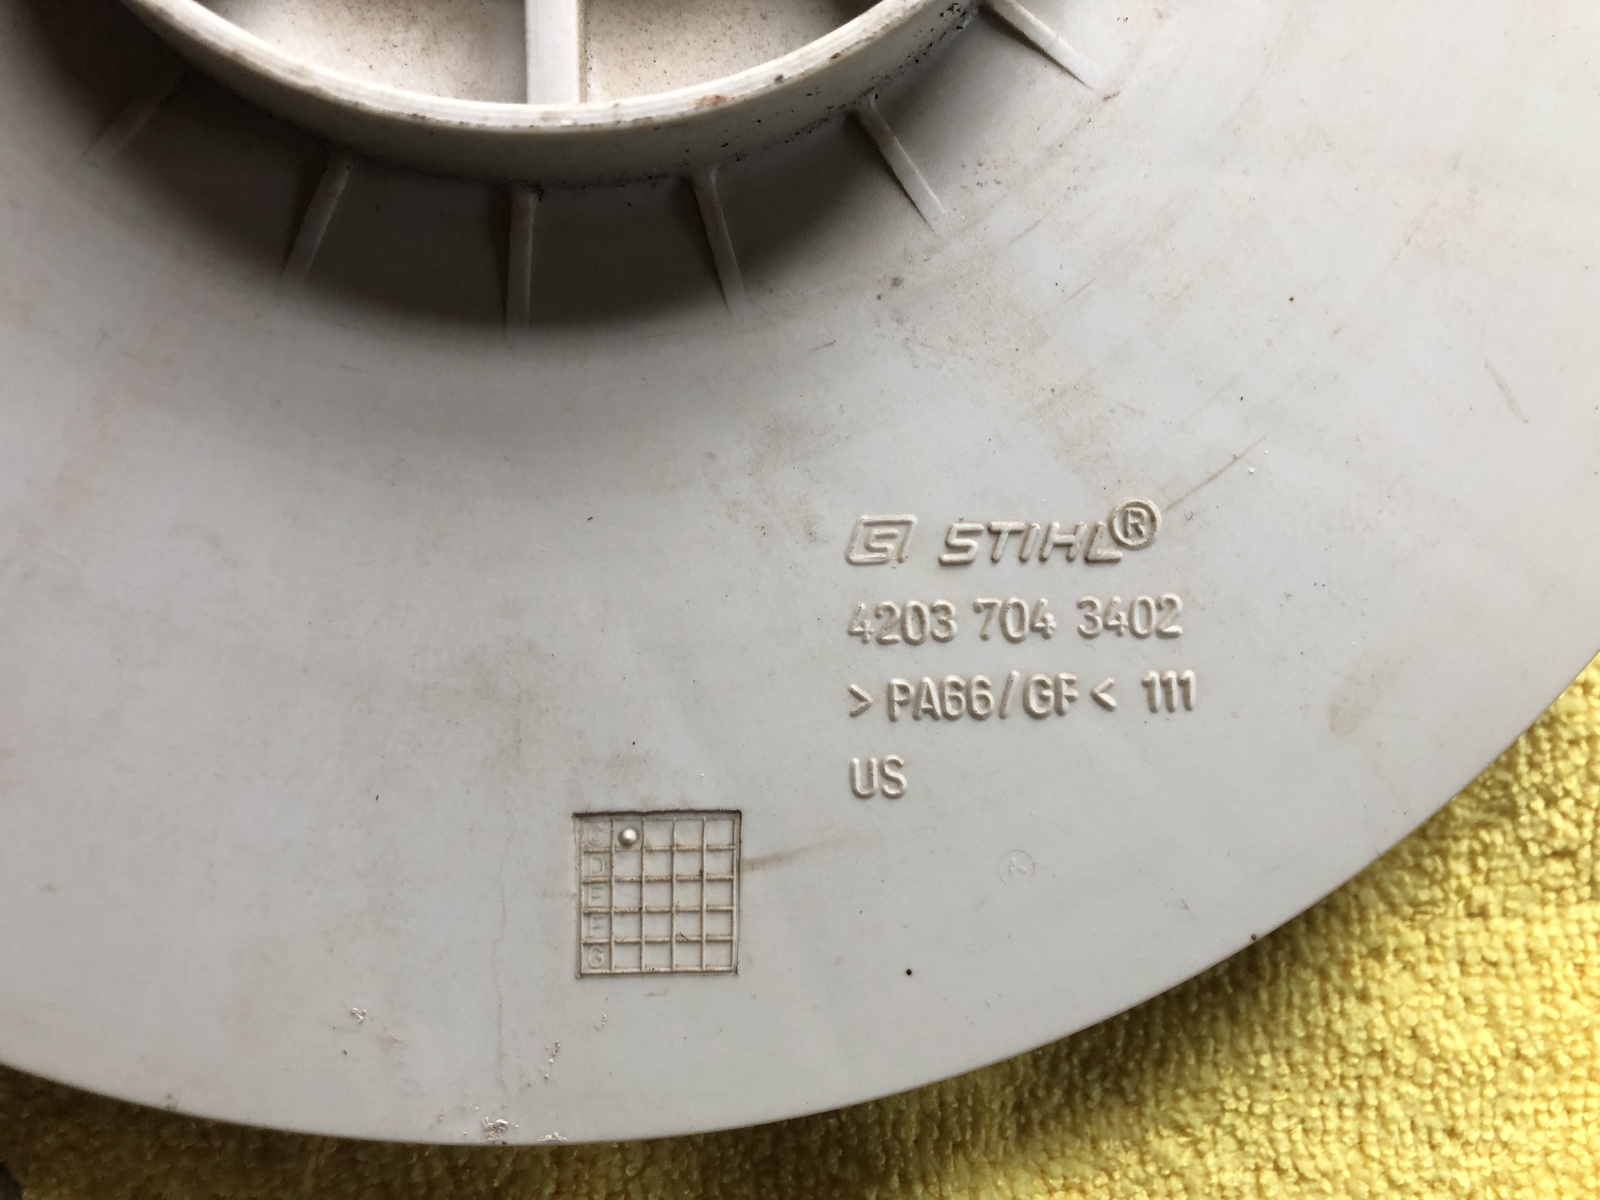 STIHL®
4203 704 3402
>PA66/GF< 111
US
C
D
E
F
G